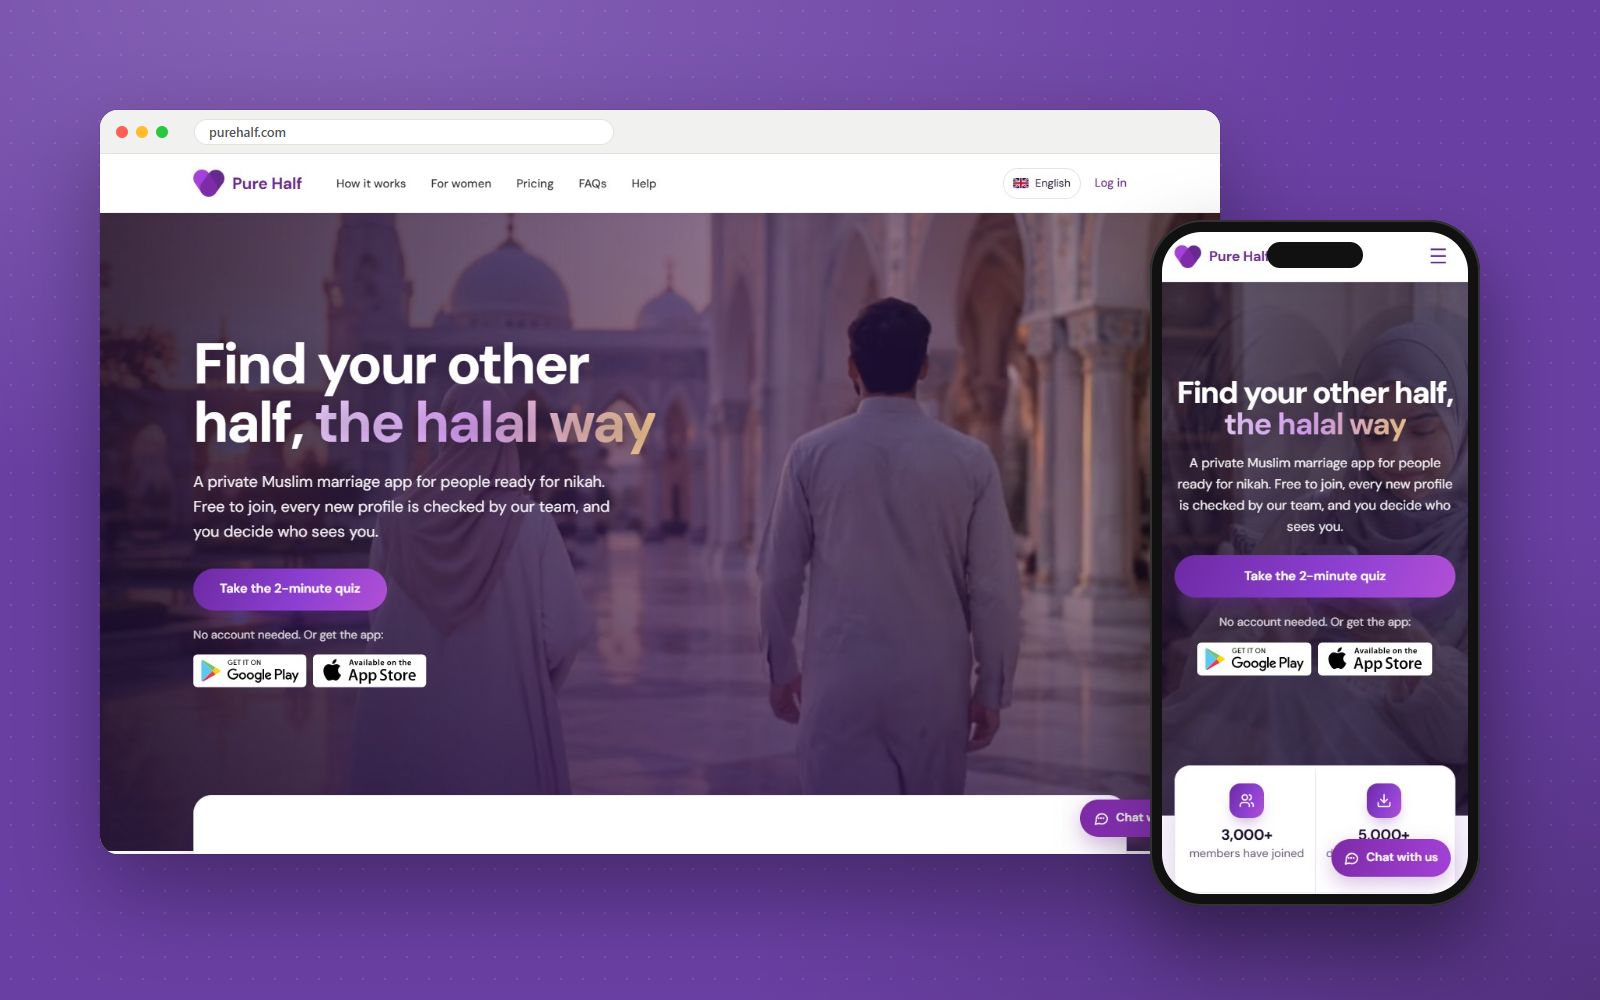 purehalf.com
Pure Half
How it works
For women
Pricing
FAQs
Help
English
Log in
Find your other
half, the halal way
A private Muslim marriage app for people ready for nikah.
Free to join, every new profile is checked by our team, and
you decide who sees you.
Take the 2-minute quiz
No account needed. Or get the app:
GET IT ON
Google Play
Available on the
App Store
Chat
Pure Half
Find your other half,
the halal way
A private Muslim marriage app for people
ready for nikah. Free to join, every new profile
is checked by our team, and you decide who
sees you.
Take the 2-minute quiz
No account needed. Or get the app:
GET IT ON
Google Play
Available on the
App Store
3,000+
members have joined
5,000+
Chat with us